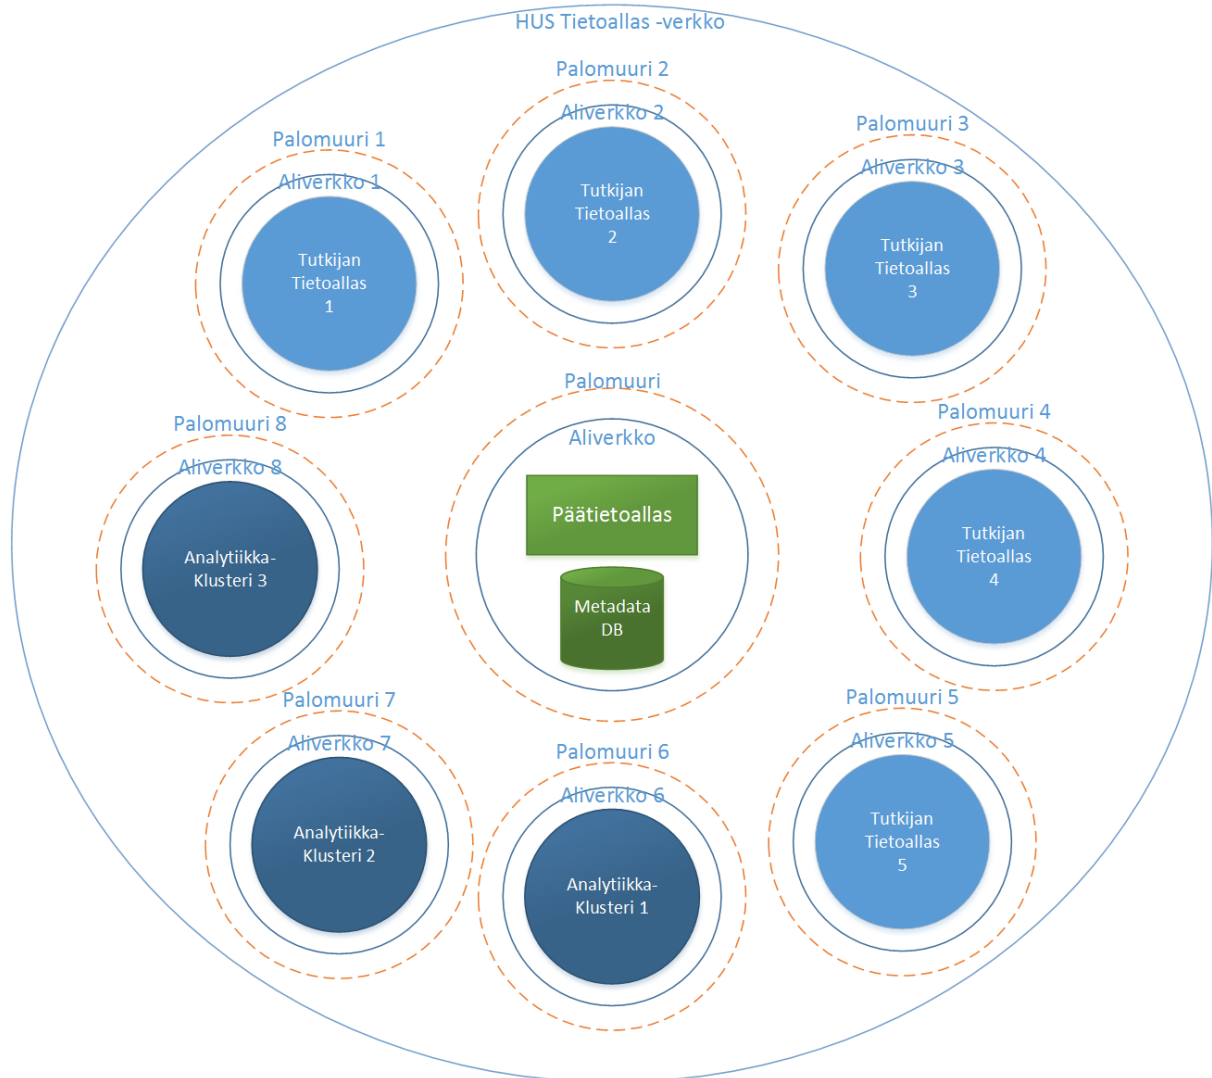 HUS Tietoallas -verkko
Palomuuri 2
Aliverkko 2
Tutkijan
Tietoallas
2
Palomuuri 1
Aliverkko 1
Tutkijan
Tietoallas
1
Palomuuri 3
Aliverkko 3
Tutkijan
Tietoallas
3
Palomuuri
Aliverkko
Päätietoallas
Metadata
DB
Palomuuri 8
Aliverkko 8
Analytiikka-
Klusteri 3
Palomuuri 4
Aliverkko 4
Tutkijan
Tietoallas
4
Palomuuri 7
Aliverkko 7
Analytiikka-
Klusteri 2
Palomuuri 6
Aliverkko 6
Analytiikka-
Klusteri 1
Palomuuri 5
Aliverkko 5
Tutkijan
Tietoallas
5